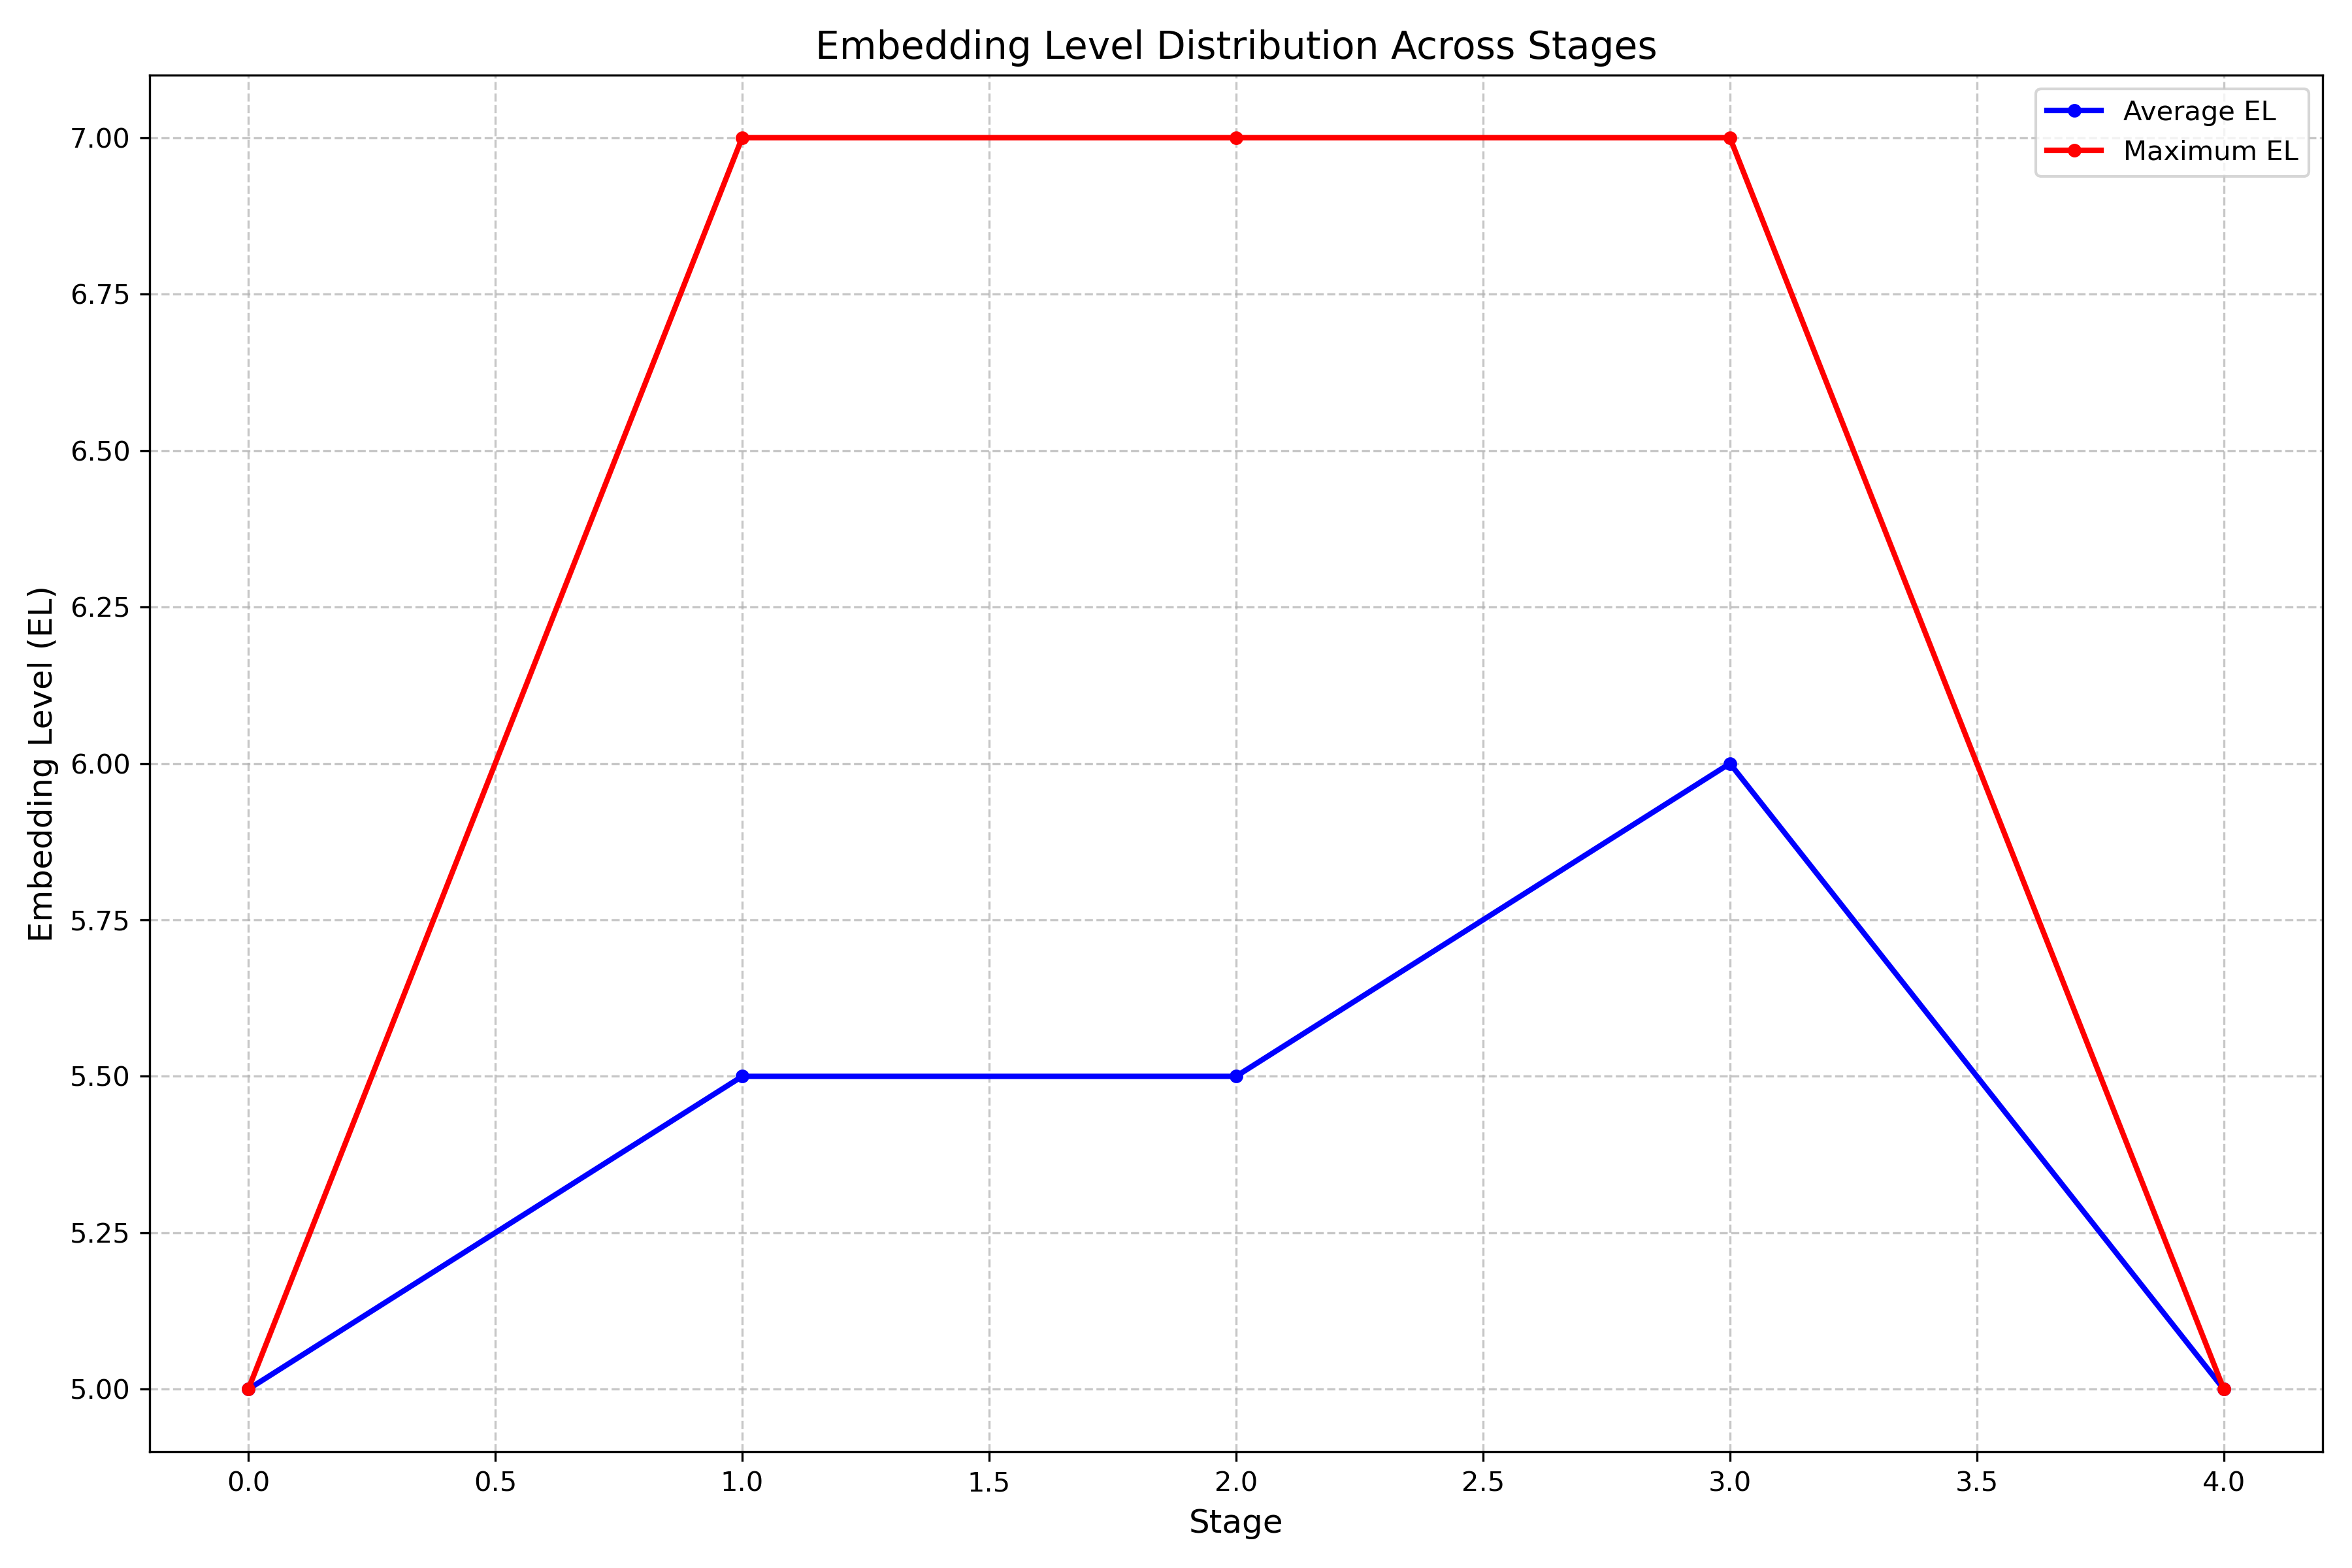 Embedding Level Distribution Across Stages
Average EL
Maximum EL
Embedding Level (EL)
7.00
6.75
6.50
6.25
6.00
5.75
5.50
5.25
5.00
0.0 0.5 1.0 1.5 2.0 2.5 3.0 3.5 4.0
Stage